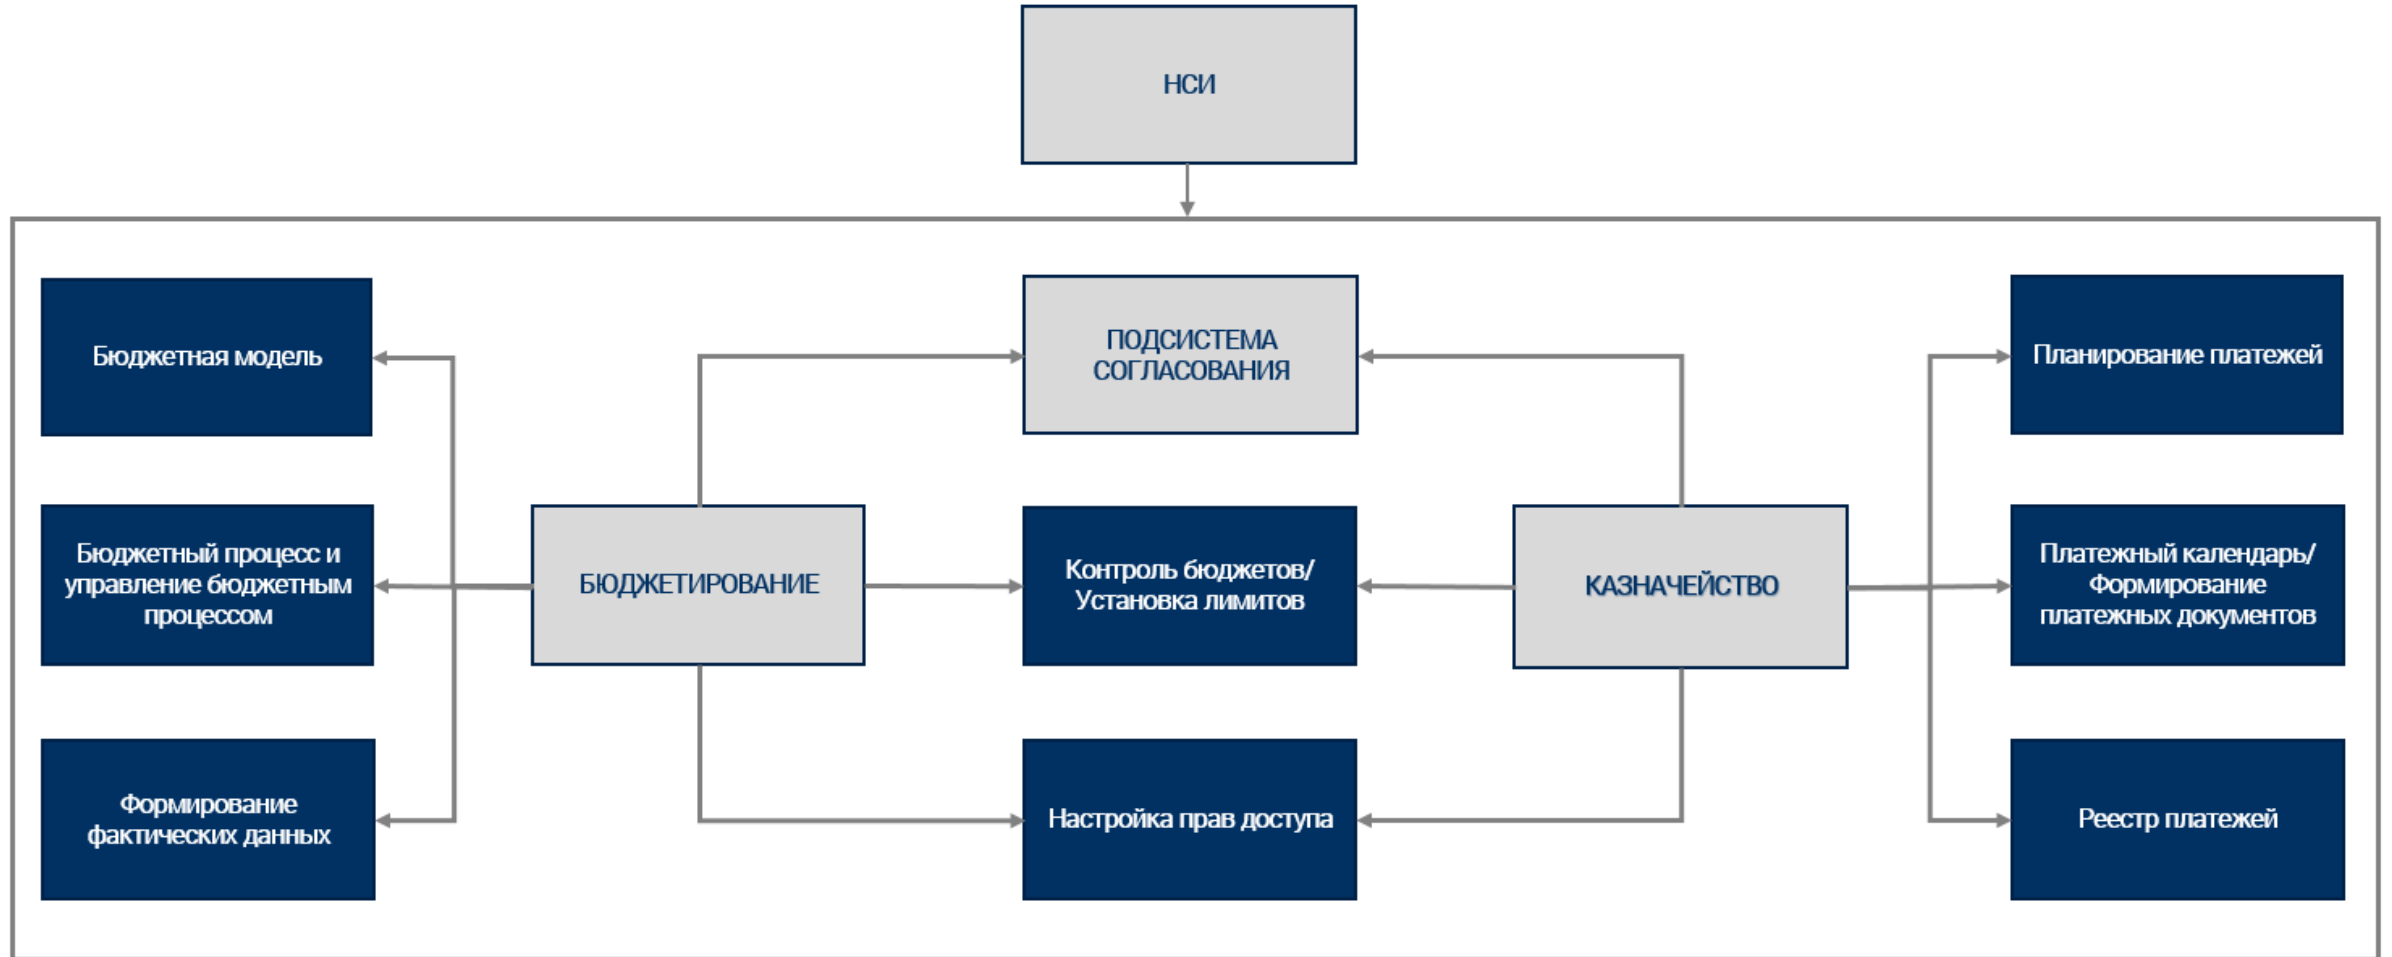 НСИ
Бюджетная модель
ПОДСИСТЕМА
СОГЛАСОВАНИЯ
Планирование платежей
Бюджетный процесс и
управление бюджетным
процессом
БЮДЖЕТИРОВАНИЕ
Контроль бюджетов/
Установка лимитов
КАЗНАЧЕЙСТВО
Платежный календарь/
Формирование
платежных документов
Формирование
фактических данных
Настройка прав доступа
Реестр платежей